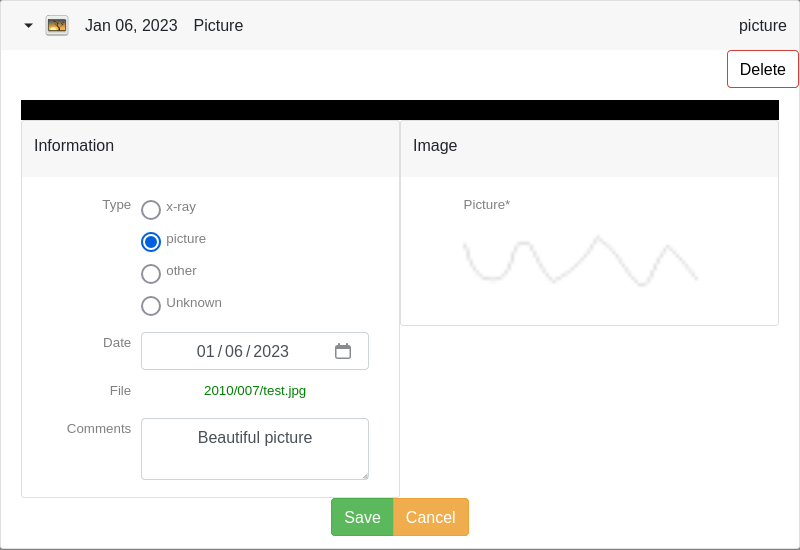 Jan 06, 2023 Picture picture
Delete
Information
Type
x-ray
picture
other
Unknown
Date 01/06/2023
File 2010/007/test.jpg
Comments Beautiful picture
Image
Picture*
Save Cancel